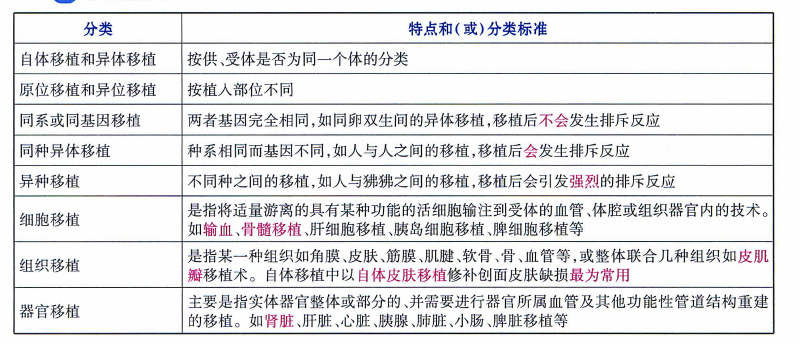 分类 特点和(或)分类标准
自体移植和异体移植 按供、受体是否为同一个体的分类
原位移植和异位移植 按植入部位不同
同系或同基因移植 两者基因完全相同,如同卵双生间的异体移植,移植后不会发生排斥反应
同种异体移植 种系相同而基因不同,如人与人之间的移植,移植后会发生排斥反应
异种移植 不同种之间的移植,如人与狒狒之间的移植,移植后会引发强烈的排斥反应
细胞移植 是指将适量游离的具有某种功能的活细胞输注到受体的血管、体腔或组织器官内的技术。
如输血、骨髓移植、肝细胞移植、胰岛细胞移植、脾细胞移植等
组织移植 是指某一种组织如角膜、皮肤、筋膜、肌腱、软骨、骨、血管等,或整体联合几种组织如皮肌
瓣移植术。自体移植中以自体皮肤移植修补创面皮肤缺损最为常用
器官移植 主要是指实体器官整体或部分的、并需要进行器官所属血管及其他功能性管道结构重建
的移植。如肾脏、肝脏、心脏、胰腺、肺脏、小肠、脾脏移植等